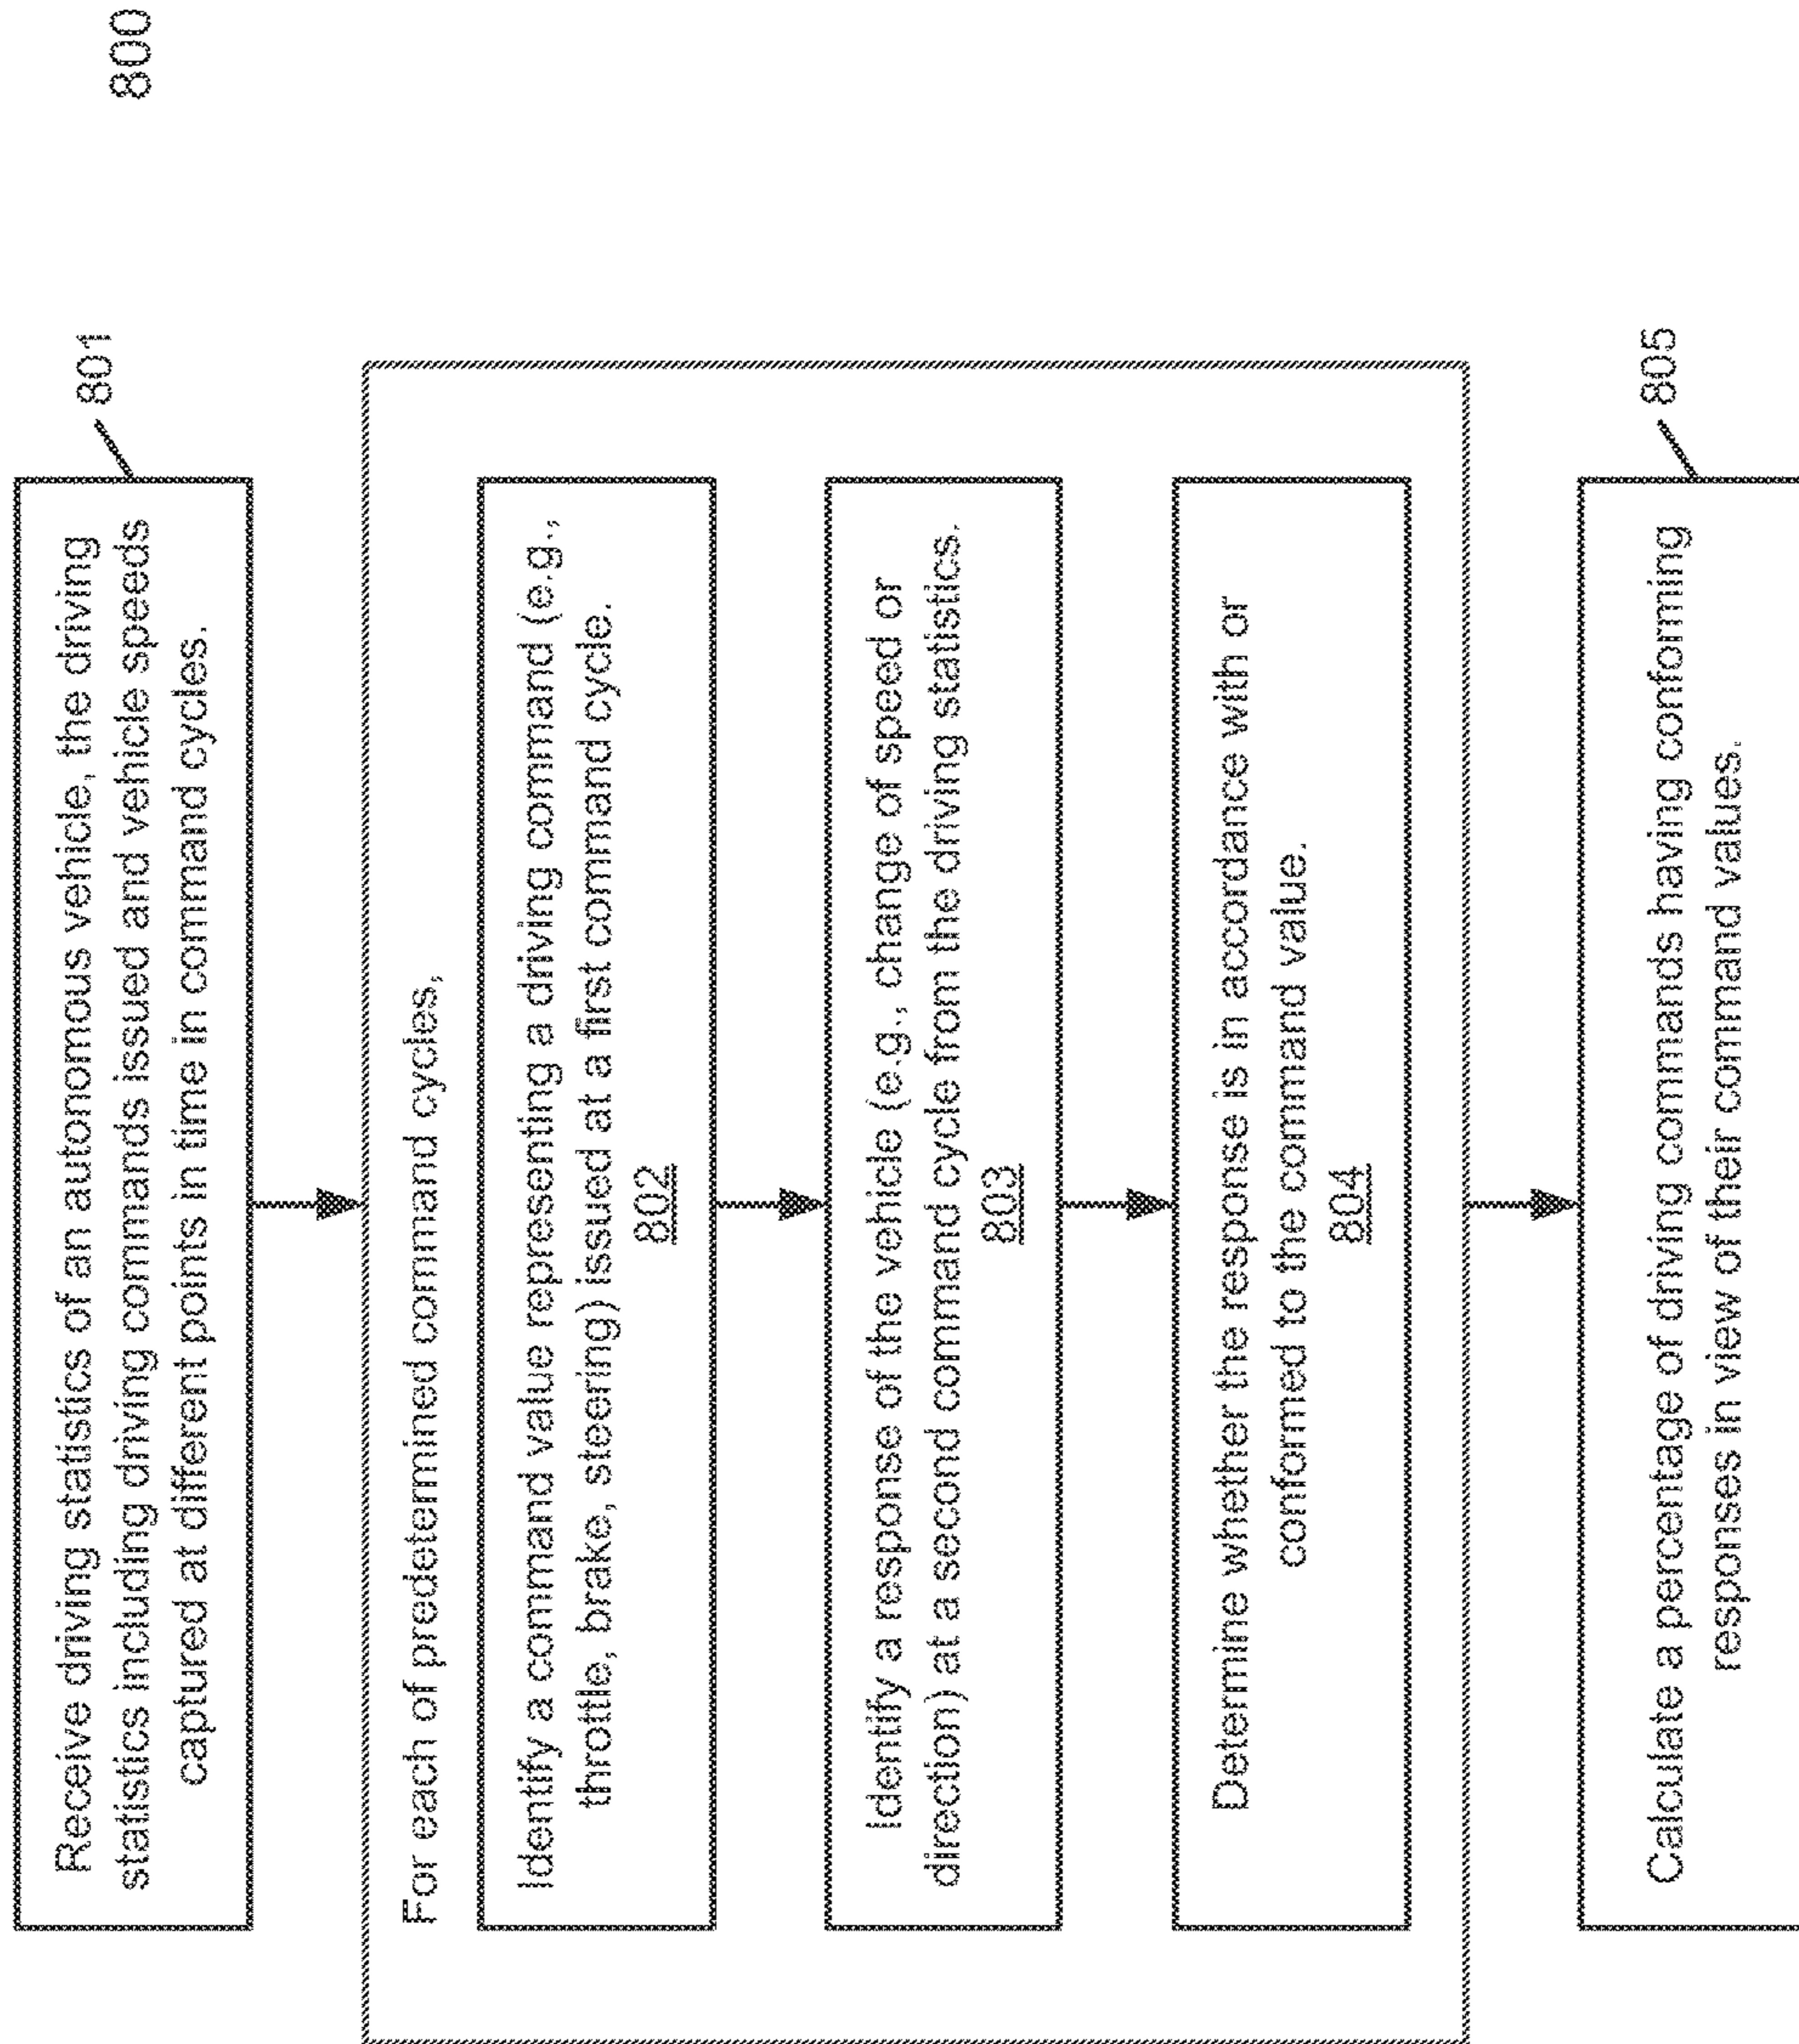 800
801
Receive driving statistics of an autonomous vehicle, the driving
statistics including driving commands issued and vehicle speeds
captured at different points in time in command cycles.
For each of predetermined command cycles,
Identify a command value representing a driving command (e.g.,
throttle, brake, steering) issued at a first command cycle.
802
Identify a response of the vehicle (e.g., change of speed or
direction) at a second command cycle from the driving statistics.
803
Determine whether the response is in accordance with or
conformed to the command value.
804
805
Calculate a percentage of driving commands having conforming
responses in view of their command values.